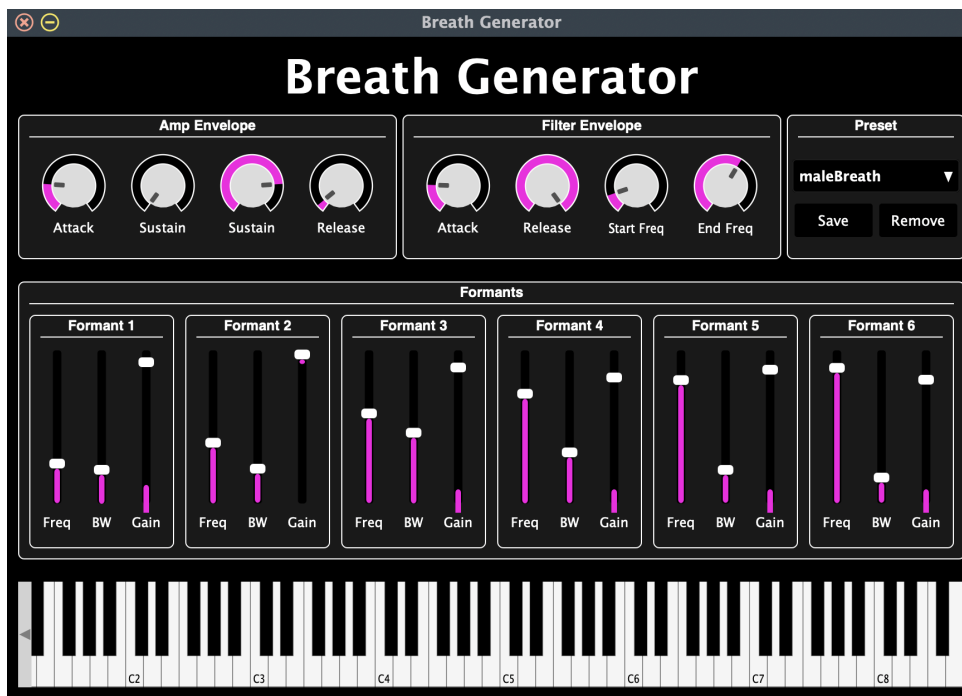 Breath Generator
Breath Generator
Amp Envelope
Attack Sustain Sustain Release
Filter Envelope
Attack Release Start Freq End Freq
Preset
maleBreath
Save Remove
Formants
Formant 1
Freq BW Gain
Formant 2
Freq BW Gain
Formant 3
Freq BW Gain
Formant 4
Freq BW Gain
Formant 5
Freq BW Gain
Formant 6
Freq BW Gain
C2 C3 C4 C5 C6 C7 C8